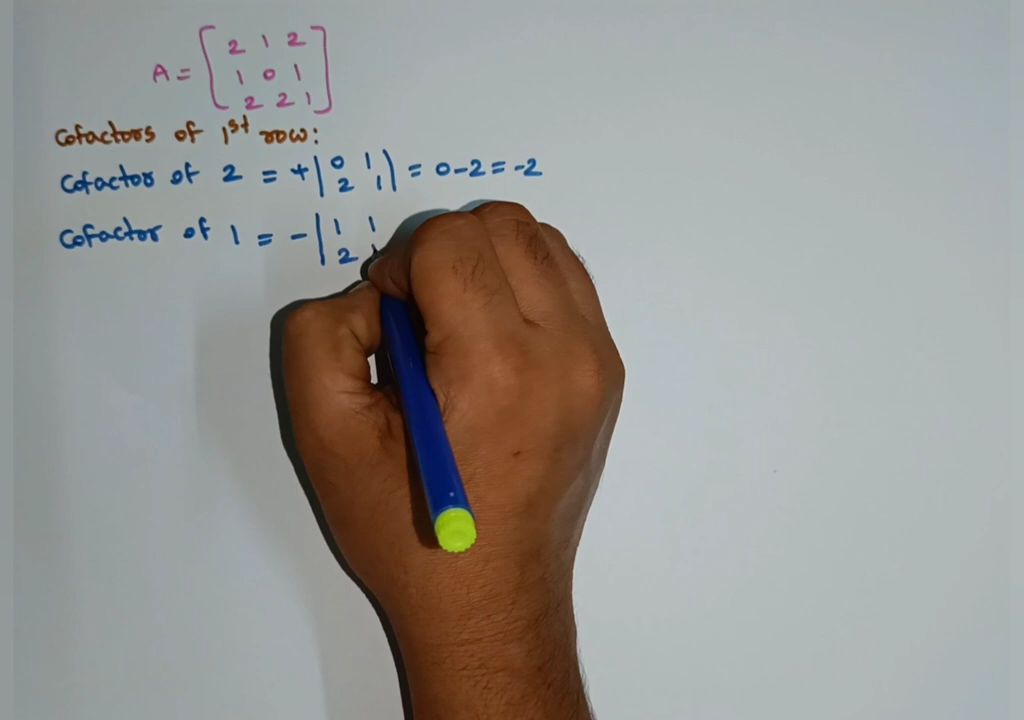 A = [ 2 1 2
1 0 1
2 2 1 ]
Cofactors of 1st row:
Cofactor of 2 = +| 0 1 | = 0-2 = -2
2 1
Cofactor of 1 = -| 1 1
2 1